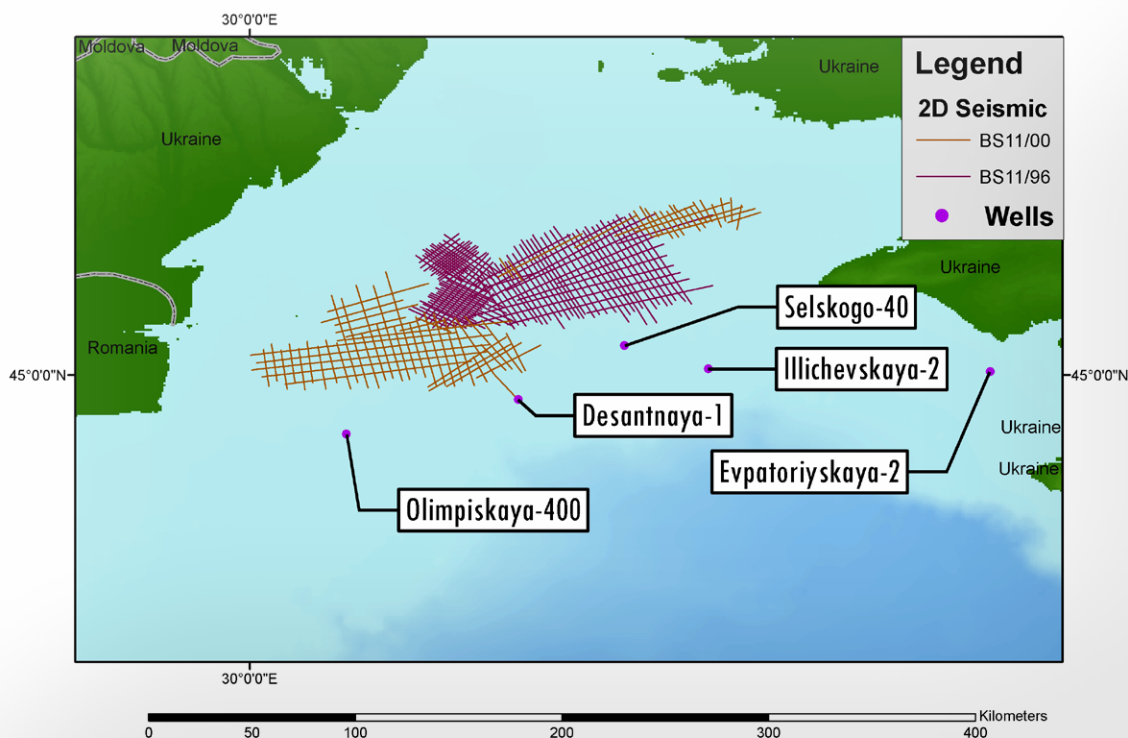 30°0'0"E
Moldova
Moldova
Ukraine
Ukraine
Legend
2D Seismic
BS11/00
BS11/96
Wells
Ukraine
Romania
Selskogo-40
Illichevskaya-2
45°0'0"N
45°0'0"N
Desantnaya-1
Ukraine
Evpatoriyskaya-2
Ukraine
Olimpiskaya-400
30°0'0"E
Kilometers
0 50 100 200 300 400